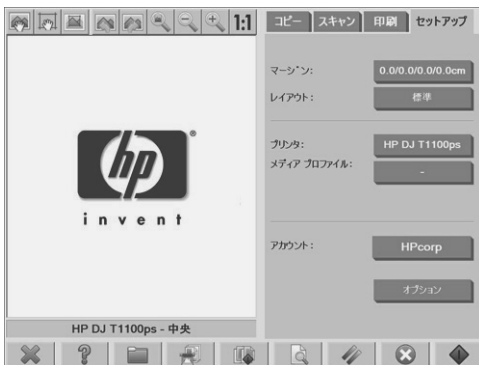 1:1
コピー スキャン 印刷 セットアップ
マージン: 0.0/0.0/0.0/0.0cm
レイアウト: 標準
プリンタ: HP DJ T1100ps
メディア プロファイル: -
hp
invent
アカウント: HPcorp
オプション
HP DJ T1100ps - 中央
?